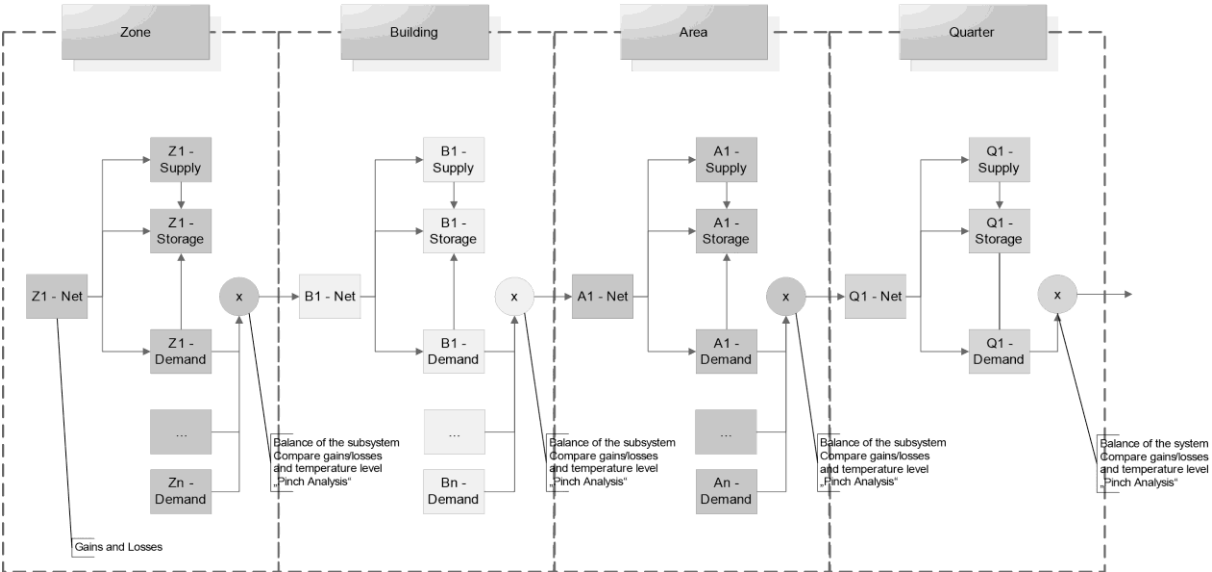 Zone
Building
Area
Quarter
Z1 -
Supply
Z1 -
Storage
Z1 - Net
x
Z1 -
Demand
...
Zn -
Demand
Gains and Losses
Balance of the subsystem
Compare gains/losses
and temperature level
„Pinch Analysis“
B1 -
Supply
B1 -
Storage
B1 - Net
x
B1 -
Demand
...
Bn -
Demand
Balance of the subsystem
Compare gains/losses
and temperature level
„Pinch Analysis“
A1 -
Supply
A1 -
Storage
A1 - Net
x
A1 -
Demand
...
An -
Demand
Balance of the subsystem
Compare gains/losses
and temperature level
„Pinch Analysis“
Q1 -
Supply
Q1 -
Storage
Q1 - Net
x
Q1 -
Demand
Balance of the system
Compare gains/losses
and temperature level
„Pinch Analysis“